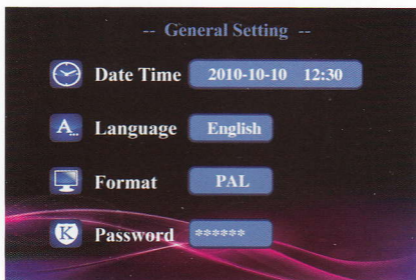 -- General Setting --
Date Time 2010-10-10 12:30
A... Language English
Format PAL
K Password ******